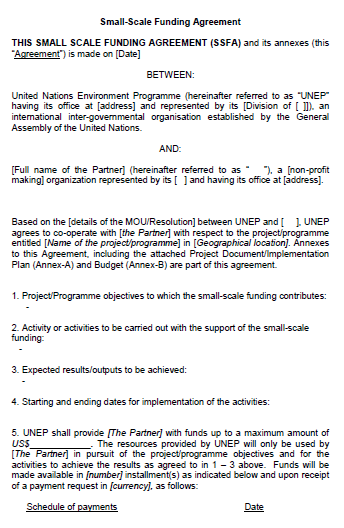 Small-Scale Funding Agreement
THIS SMALL SCALE FUNDING AGREEMENT (SSFA) and its annexes (this
"Agreement") is made on [Date]
BETWEEN:
United Nations Environment Programme (hereinafter referred to as "UNEP"
having its office at [address] and represented by its [Division of [ ]]), an
international inter-governmental organisation established by the General
Assembly of the United Nations.
AND:
[Full name of the Partner] (hereinafter referred to as " "), a [non-profit
making] organization represented by its [ ] and having its office at [address].
Based on the [details of the MOU/Resolution] between UNEP and [ ], UNEP
agrees to co-operate with [the Partner] with respect to the project/programme
entitled [Name of the project/programme] in [Geographical location]. Annexes
to this Agreement, including the attached Project Document/Implementation
Plan (Annex-A) and Budget (Annex-B) are part of this agreement.
1. Project/Programme objectives to which the small-scale funding contributes:
-
2. Activity or activities to be carried out with the support of the small-scale
funding:
-
3. Expected results/outputs to be achieved:
-
4. Starting and ending dates for implementation of the activities:
5. UNEP shall provide [The Partner] with funds up to a maximum amount of
US$____________. The resources provided by UNEP will only be used by
[The Partner] in pursuit of the project/programme objectives and for the
activities to achieve the results as agreed to in 1 – 3 above. Funds will be
made available in [number] installment(s) as indicated below and upon receipt
of a payment request in [currency], as follows:
Schedule of payments Date